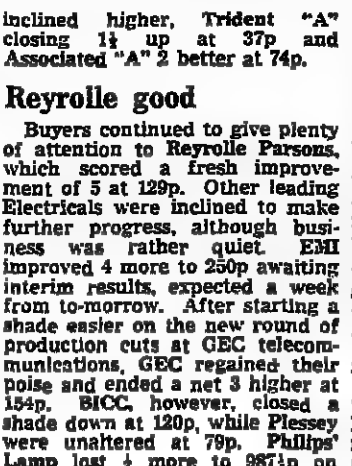 inclined higher, Trident "A"
closing 1½ up at 37p and
Associated "A" 2 better at 74p.
Reyrolle good
Buyers continued to give plenty
of attention to Reyrolle Parsons,
which scored a fresh improve-
ment of 5 at 129p. Other leading
Electricals were inclined to make
further progress, although busi-
ness was rather quiet. EMI
improved 4 more to 250p awaiting
interim results, expected a week
from to-morrow. After starting a
shade easier on the new round of
production cuts at GEC telecom-
munications, GEC regained their
poise and ended a net 3 higher at
154p. BICC, however, closed a
shade down at 120p, while Plessey
were unaltered at 79p. Philips'
Lamp lost more to on